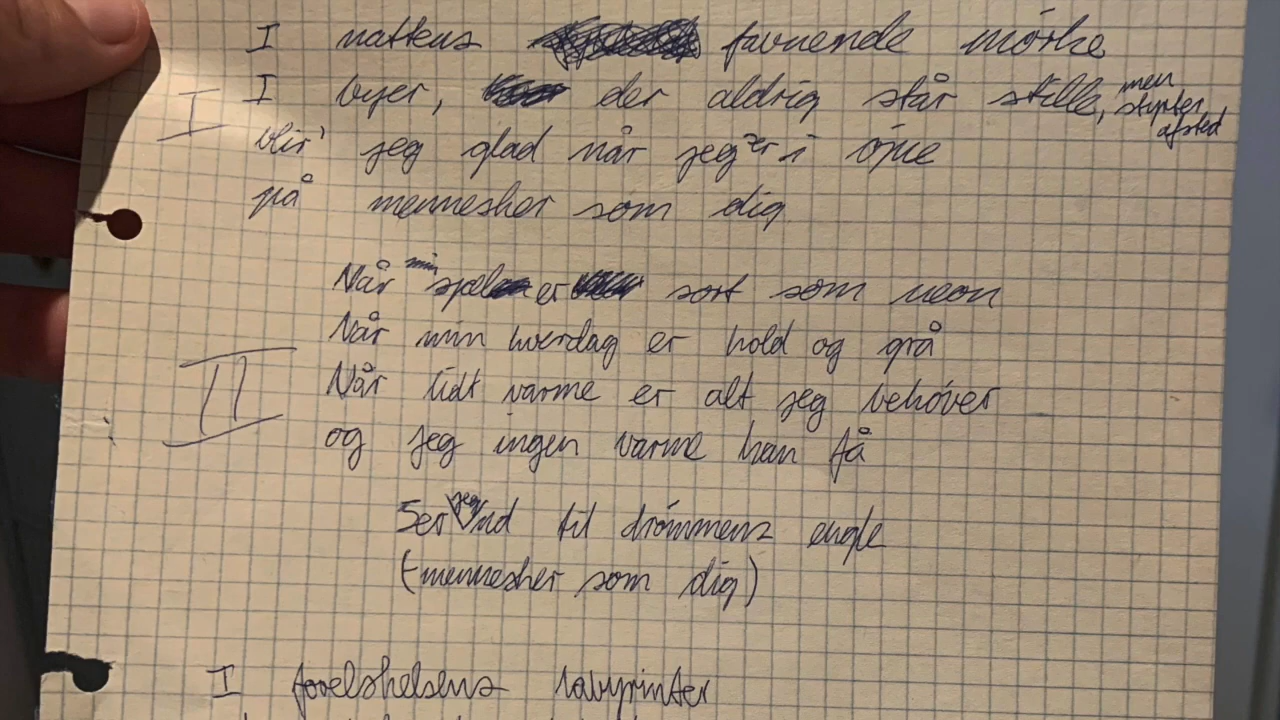 I nattens favnende mørke
I byer, der aldrig står stille, men styrter afsted
I
blir' jeg glad når jeg er i øjne
på mennesker som dig
Når min sjæl er sort som neon
Når min hverdag er kold og grå
II
Når lidt varme er alt jeg behøver
og jeg ingen varme kan få
Ser jeg ind til drømmens engle
(mennesker som dig)
I forelskelsens labyrinter